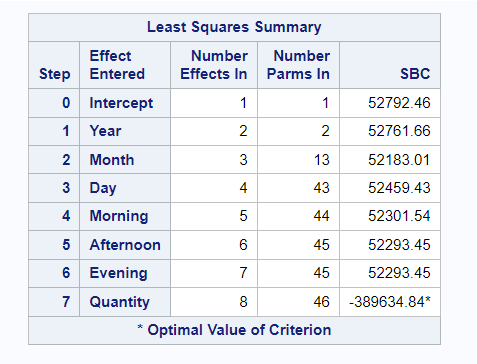 Least Squares Summary
Step Effect Entered Number Effects In Number Parms In SBC
0 Intercept 1 1 52792.46
1 Year 2 2 52761.66
2 Month 3 13 52183.01
3 Day 4 43 52459.43
4 Morning 5 44 52301.54
5 Afternoon 6 45 52293.45
6 Evening 7 45 52293.45
7 Quantity 8 46 -389634.84*
* Optimal Value of Criterion